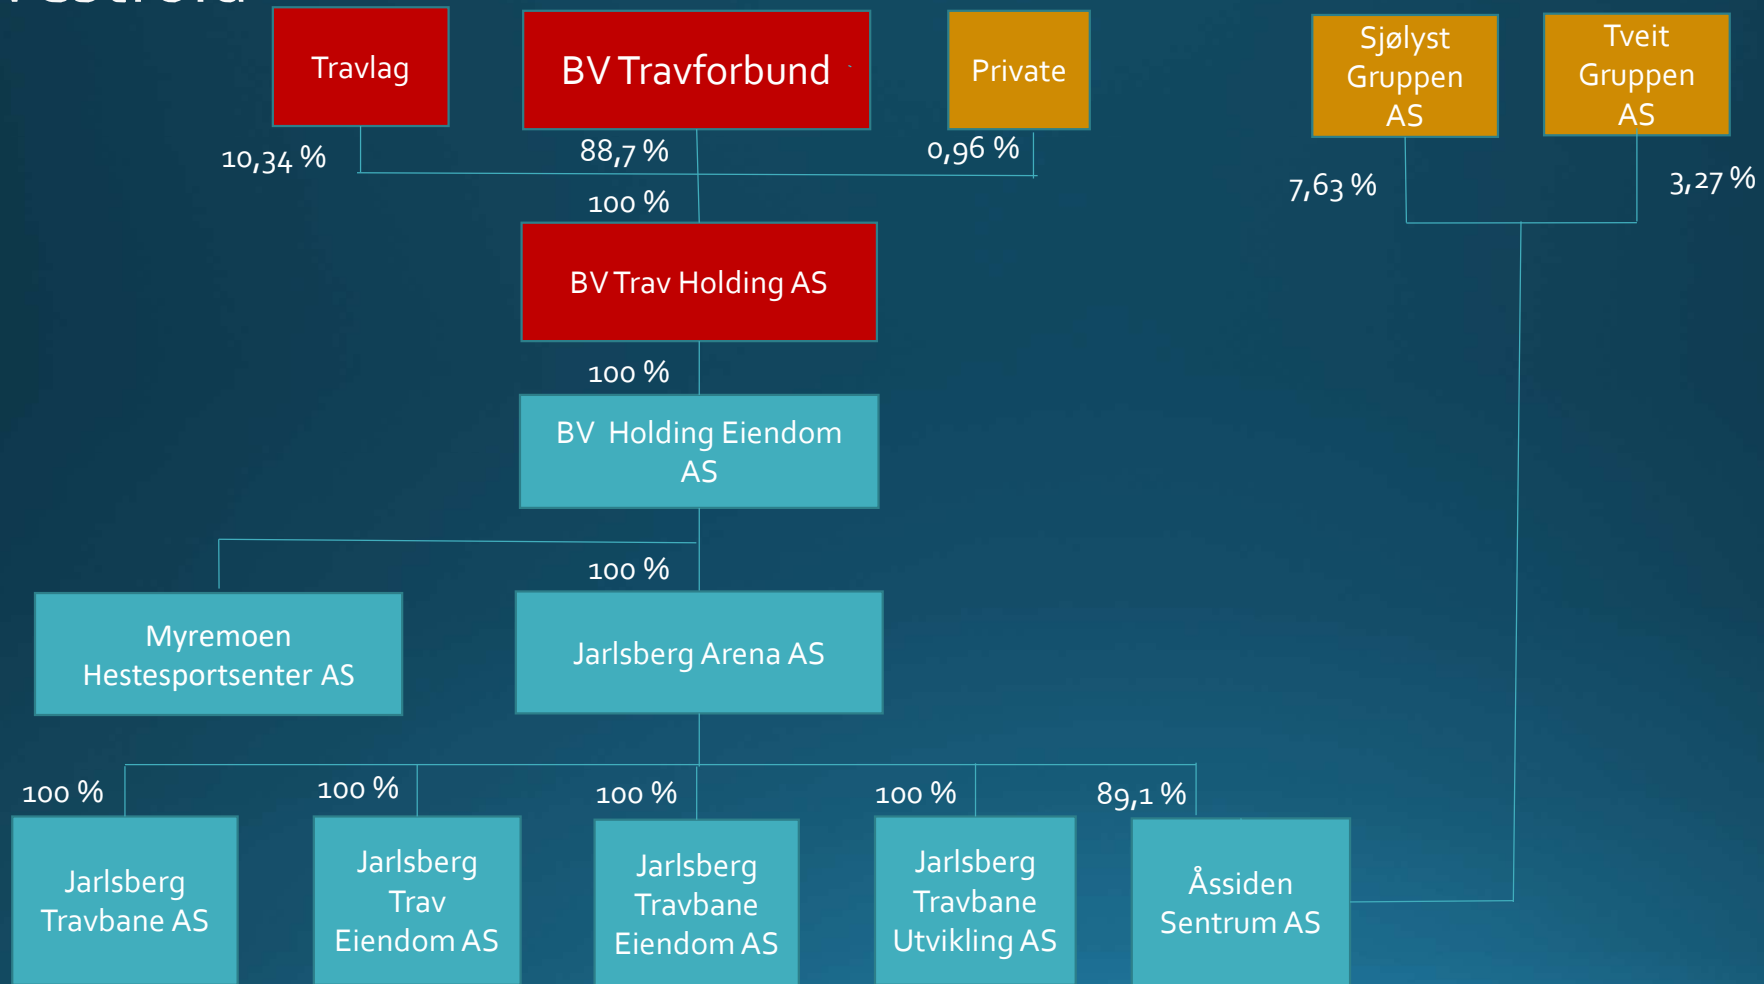 Travlag
BV Travforbund
Private
Sjølyst
Gruppen
AS
Tveit
Gruppen
AS
10,34 %
88,7 %
0,96 %
7,63 %
3,27 %
100 %
BV Trav Holding AS
100 %
BV Holding Eiendom
AS
100 %
Myremoen
Hestesportsenter AS
Jarlsberg Arena AS
100 %
100 %
100 %
100 %
89,1 %
Jarlsberg
Travbane AS
Jarlsberg
Trav
Eiendom AS
Jarlsberg
Travbane
Eiendom AS
Jarlsberg
Travbane
Utvikling AS
Åssiden
Sentrum AS